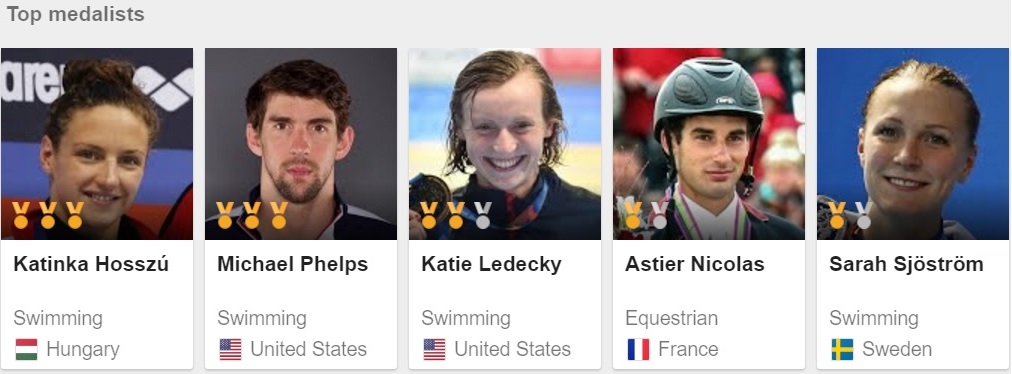 Top medalists
arena
Katinka Hosszú
Michael Phelps
Katie Ledecky
Astier Nicolas
Sarah Sjöström
Swimming
Swimming
Swimming
Equestrian
Swimming
Hungary
United States
United States
France
Sweden